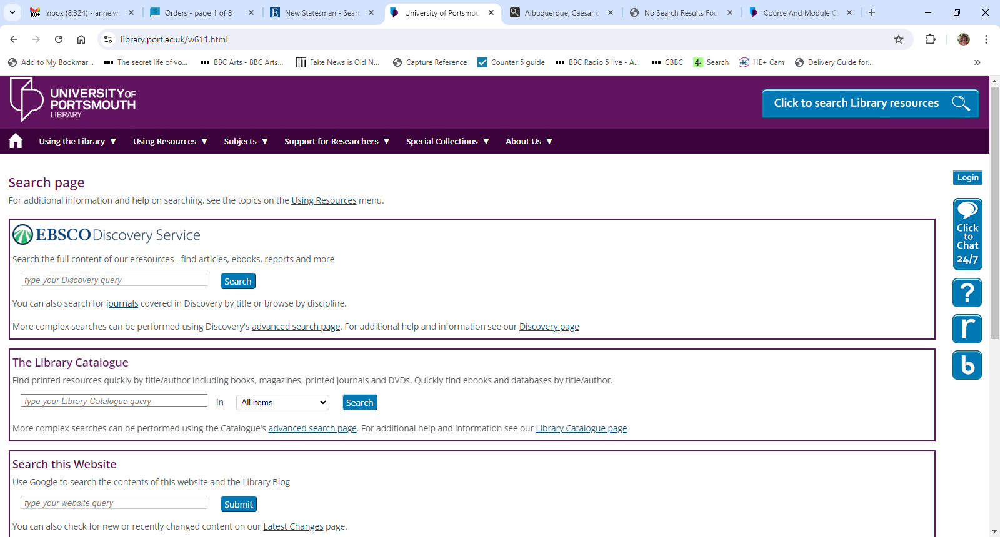 Inbox (8,324) - anne.wo
Orders - page 1 of 8
New Statesman - Searc
University of Portsmou
Albuquerque, Caesar o
No Search Results Fou
Course And Module Ca
library.port.ac.uk/w611.html
Add to My Bookmar...
The secret life of vo...
BBC Arts - BBC Arts...
Fake News is Old N...
Capture Reference
Counter 5 guide
BBC Radio 5 live - A...
CBBC
Search
HE+ Cam
Delivery Guide for...
UNIVERSITY OF
PORTSMOUTH
LIBRARY
Click to search Library resources
Using the Library ▼ Using Resources ▼ Subjects ▼ Support for Researchers ▼ Special Collections ▼ About Us ▼
Search page
For additional information and help on searching, see the topics on the Using Resources menu.
EBSCO Discovery Service
Search the full content of our eresources - find articles, ebooks, reports and more
type your Discovery query Search
You can also search for journals covered in Discovery by title or browse by discipline.
More complex searches can be performed using Discovery's advanced search page. For additional help and information see our Discovery page
The Library Catalogue
Find printed resources quickly by title/author including books, magazines, printed journals and DVDs. Quickly find ebooks and databases by title/author.
type your Library Catalogue query in All items Search
More complex searches can be performed using the Catalogue's advanced search page. For additional help and information see our Library Catalogue page
Search this Website
Use Google to search the contents of this website and the Library Blog
type your website query Submit
You can also check for new or recently changed content on our Latest Changes page.
Login
Click
to
Chat
24/7
?
r
b